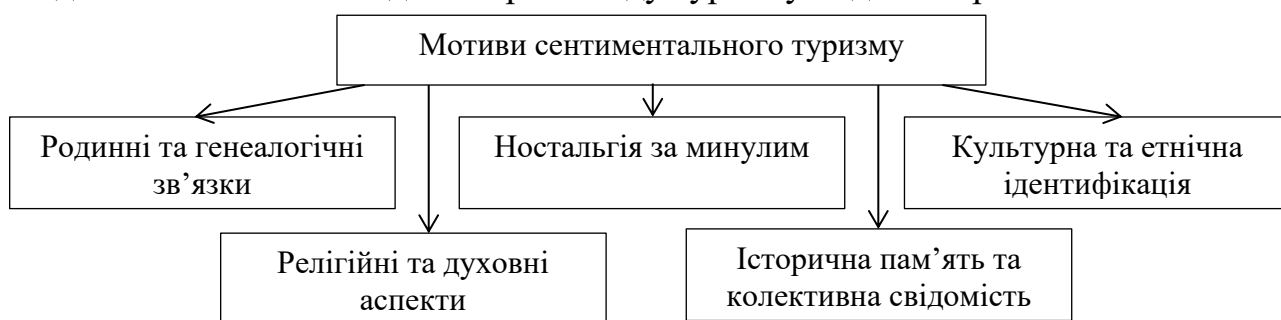 Мотиви сентиментального туризму
Родинні та генеалогічні
зв’язки
Ностальгія за минулим
Культурна та етнічна
ідентифікація
Релігійні та духовні
аспекти
Історична пам’ять та
колективна свідомість